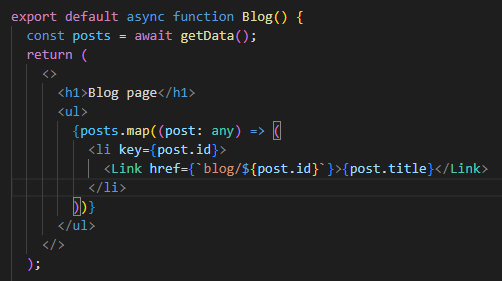 export default async function Blog() {
  const posts = await getData();
  return (
    <>
      <h1>Blog page</h1>
      <ul>
        {posts.map((post: any) => (
          <li key={post.id}>
            <Link href={`blog/${post.id}`}>{post.title}</Link>
          </li>
        ))}
      </ul>
    </>
  );